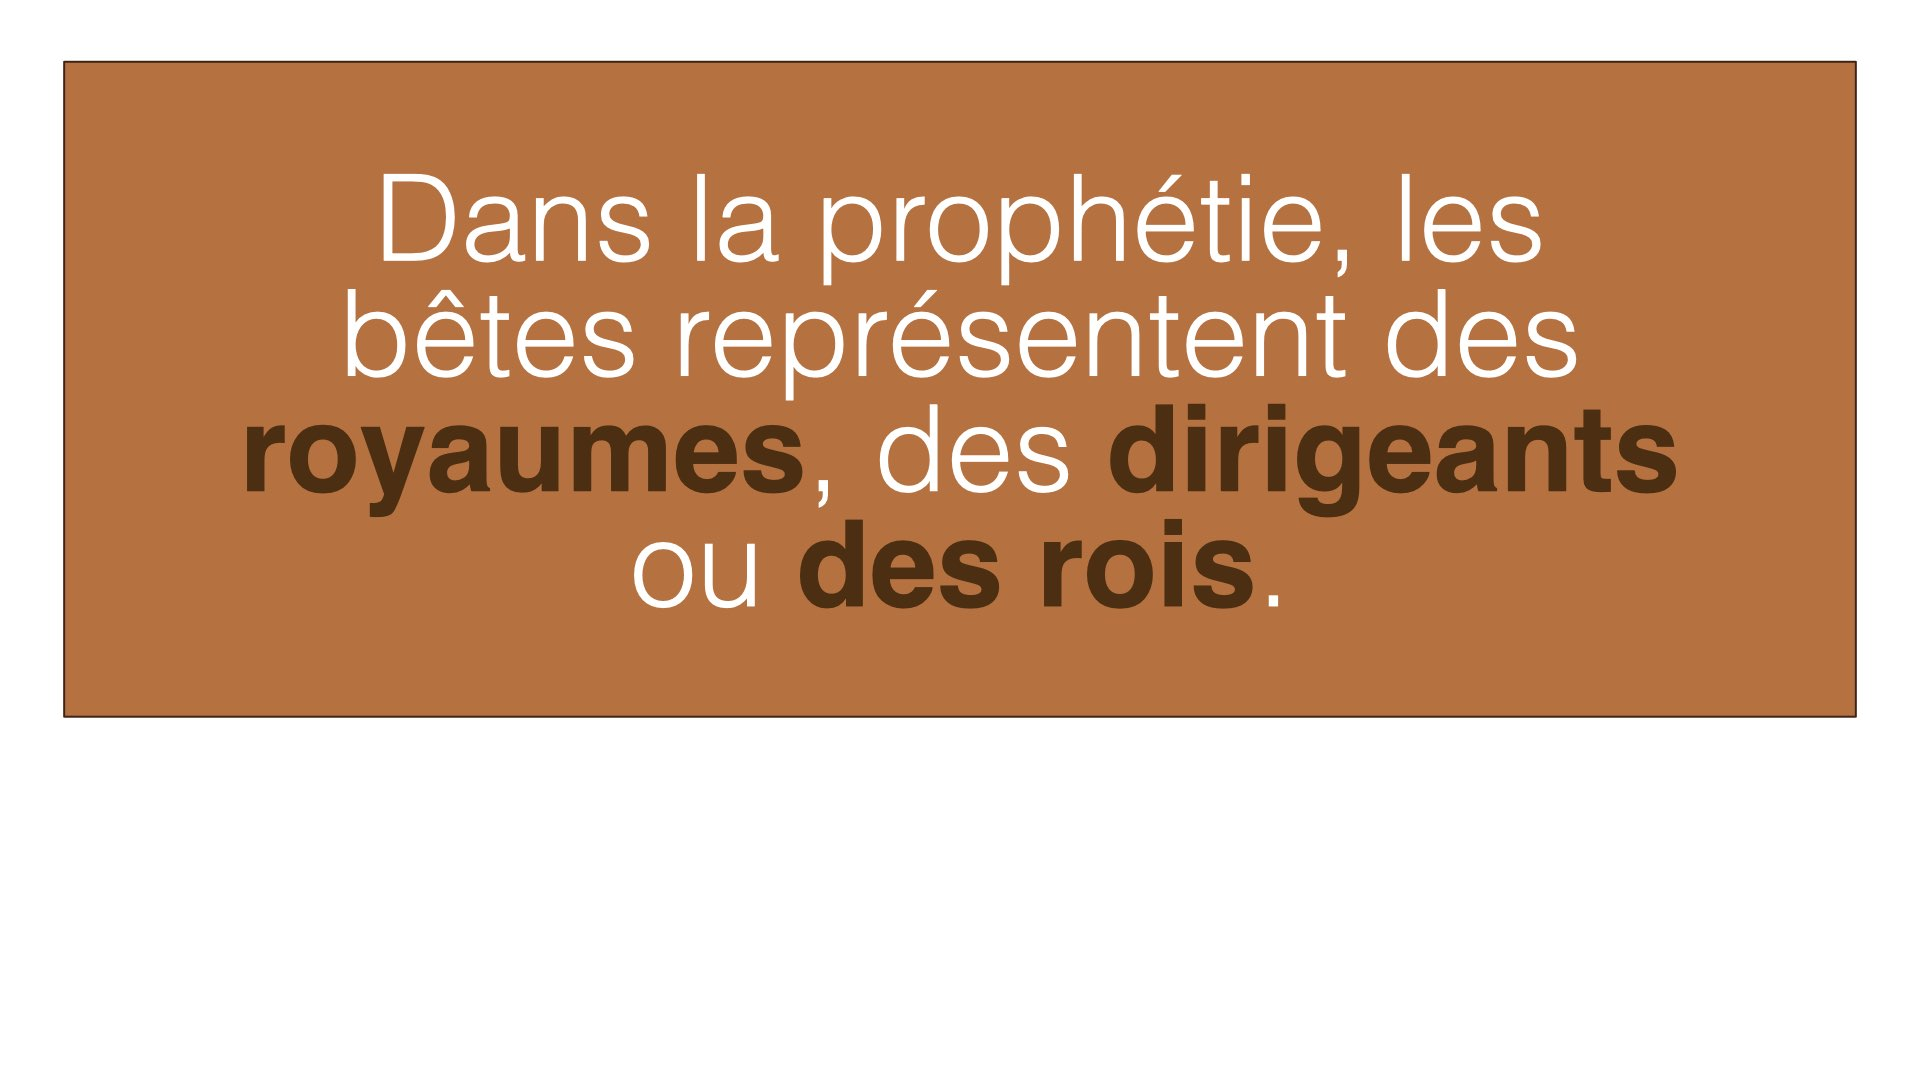 Dans la prophétie, les
bêtes représentent des
royaumes, des dirigeants
ou des rois.